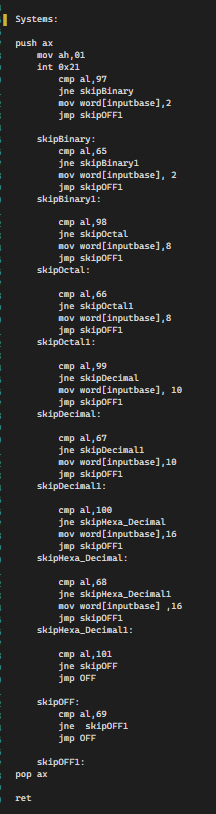 Systems:
push ax
mov ah,01
int 0x21
cmp al,97
jne skipBinary
mov word[inputbase],2
jmp skipOFF1
skipBinary:
cmp al,65
jne skipBinary1
mov word[inputbase], 2
jmp skipOFF1
skipBinary1:
cmp al,98
jne skipOctal
mov word[inputbase],8
jmp skipOFF1
skipOctal:
cmp al,66
jne skipOctal1
mov word[inputbase],8
jmp skipOFF1
skipOctal1:
cmp al,99
jne skipDecimal
mov word[inputbase], 10
jmp skipOFF1
skipDecimal:
cmp al,67
jne skipDecimal1
mov word[inputbase],10
jmp skipOFF1
skipDecimal1:
cmp al,100
jne skipHexa_Decimal
mov word[inputbase],16
jmp skipOFF1
skipHexa_Decimal:
cmp al,68
jne skipHexa_Decimal1
mov word[inputbase] ,16
jmp skipOFF1
skipHexa_Decimal1:
cmp al,101
jne skipOFF
jmp OFF
skipOFF:
cmp al,69
jne  skipOFF1
jmp OFF
skipOFF1:
pop ax
ret